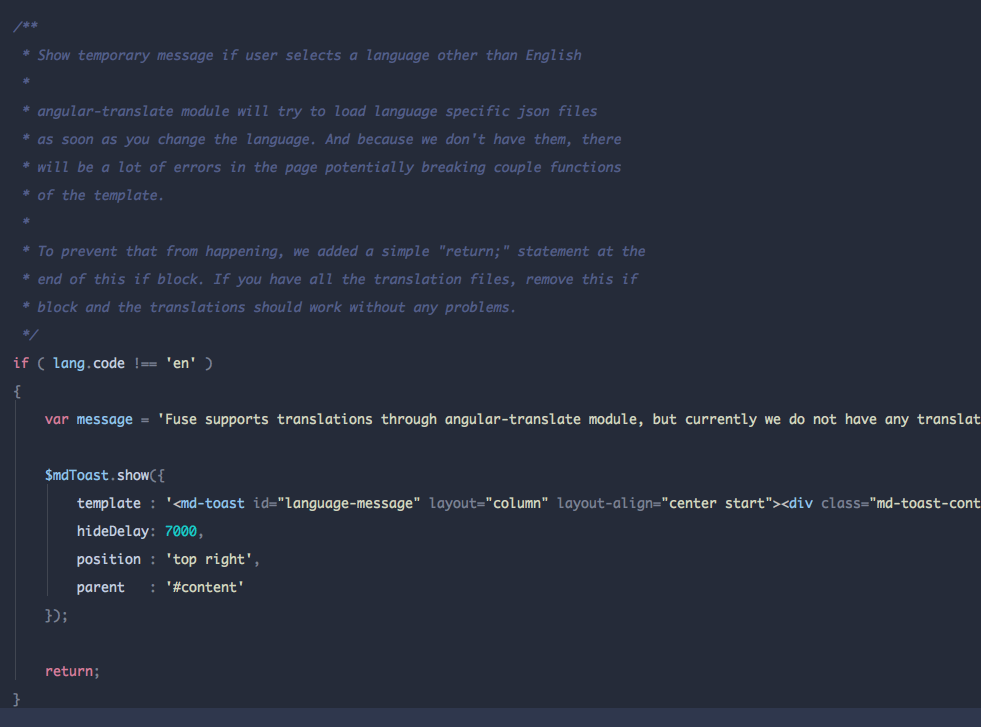 /**
 * Show temporary message if user selects a language other than English
 *
 * angular-translate module will try to load language specific json files
 * as soon as you change the language. And because we don't have them, there
 * will be a lot of errors in the page potentially breaking couple functions
 * of the template.
 *
 * To prevent that from happening, we added a simple "return;" statement at the
 * end of this if block. If you have all the translation files, remove this if
 * block and the translations should work without any problems.
 */
if ( lang.code !== 'en' )
{
    var message = 'Fuse supports translations through angular-translate module, but currently we do not have any translat

    $mdToast.show({
        template : '<md-toast id="language-message" layout="column" layout-align="center start"><div class="md-toast-cont
        hideDelay: 7000,
        position : 'top right',
        parent   : '#content'
    });

    return;
}